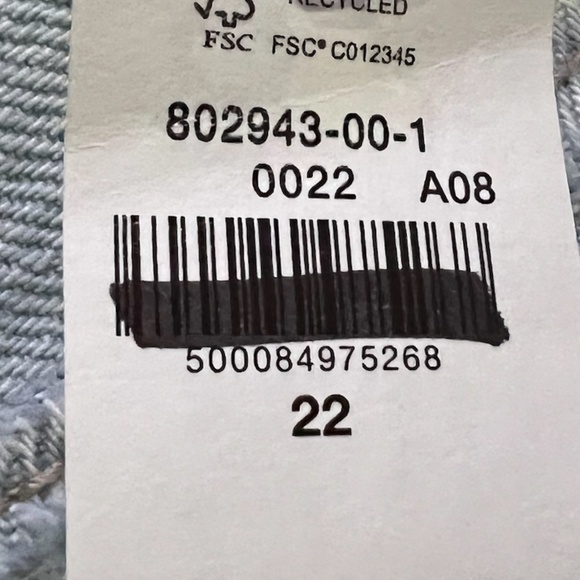 RECYCLED
FSC FSC® C012345
802943-00-1
0022 A08
500084975268
22